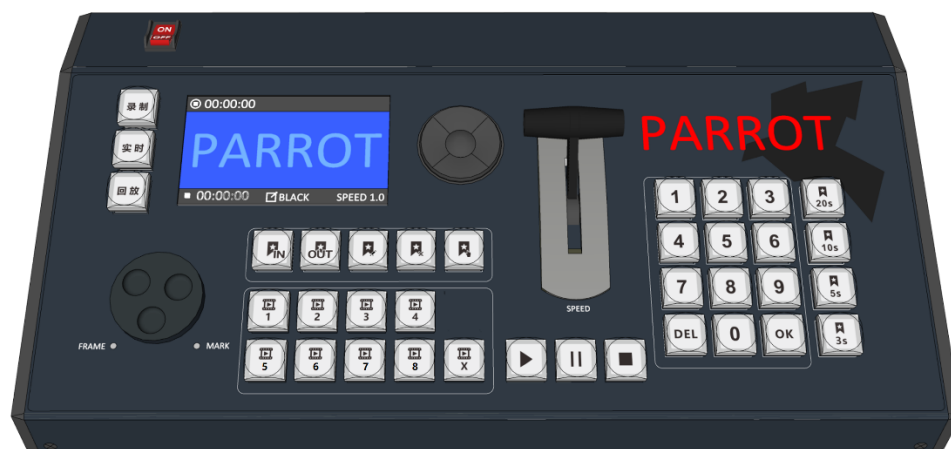 ON
OFF
录制
实时
回放
00:00:00
PARROT
00:00:00 BLACK SPEED 1.0
PARROT
IN OUT
1 2 3 4
5 6 7 8 X
FRAME MARK
SPEED
1 2 3 20s
4 5 6 10s
7 8 9 5s
DEL 0 OK 3s